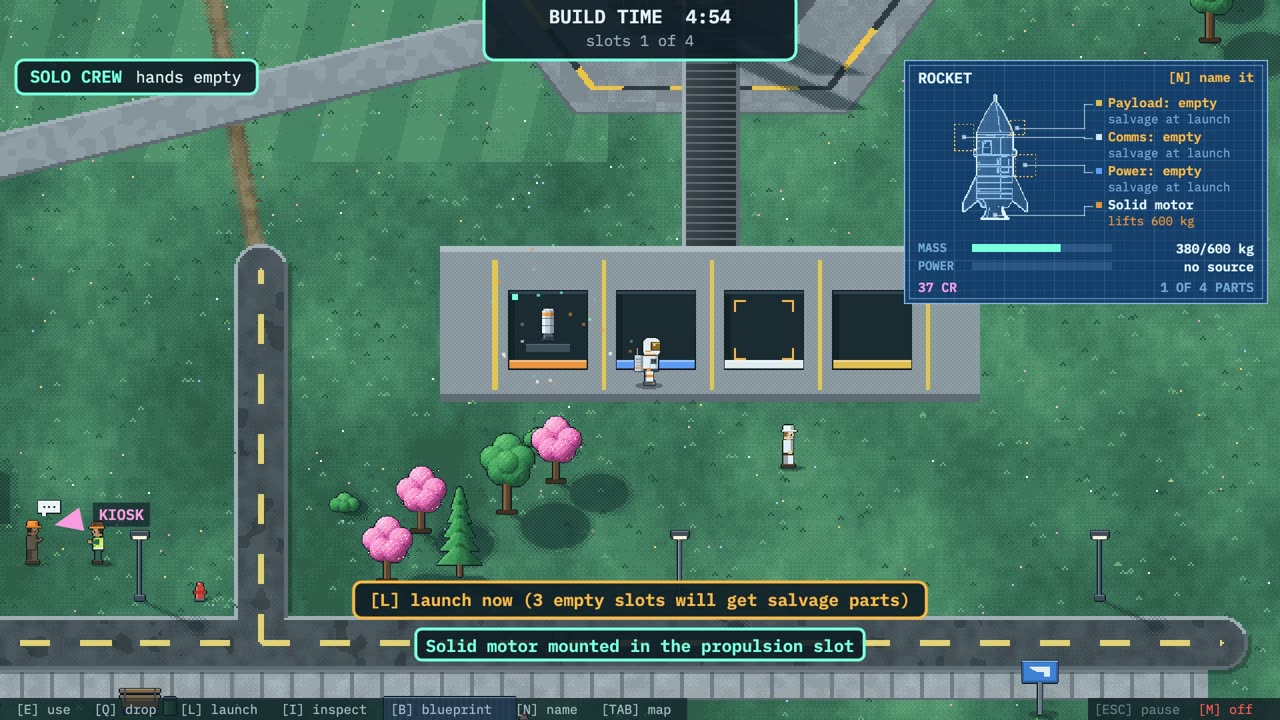 BUILD TIME 4:54
slots 1 of 4
SOLO CREW hands empty
ROCKET
[N] name it
Payload: empty
salvage at launch
Comms: empty
salvage at launch
Power: empty
salvage at launch
Solid motor
lifts 600 kg
MASS 380/600 kg
POWER no source
37 CR 1 OF 4 PARTS
KIOSK
[L] launch now (3 empty slots will get salvage parts)
Solid motor mounted in the propulsion slot
[E] use [Q] drop [L] launch [I] inspect [B] blueprint [N] name [TAB] map [ESC] pause [M] off